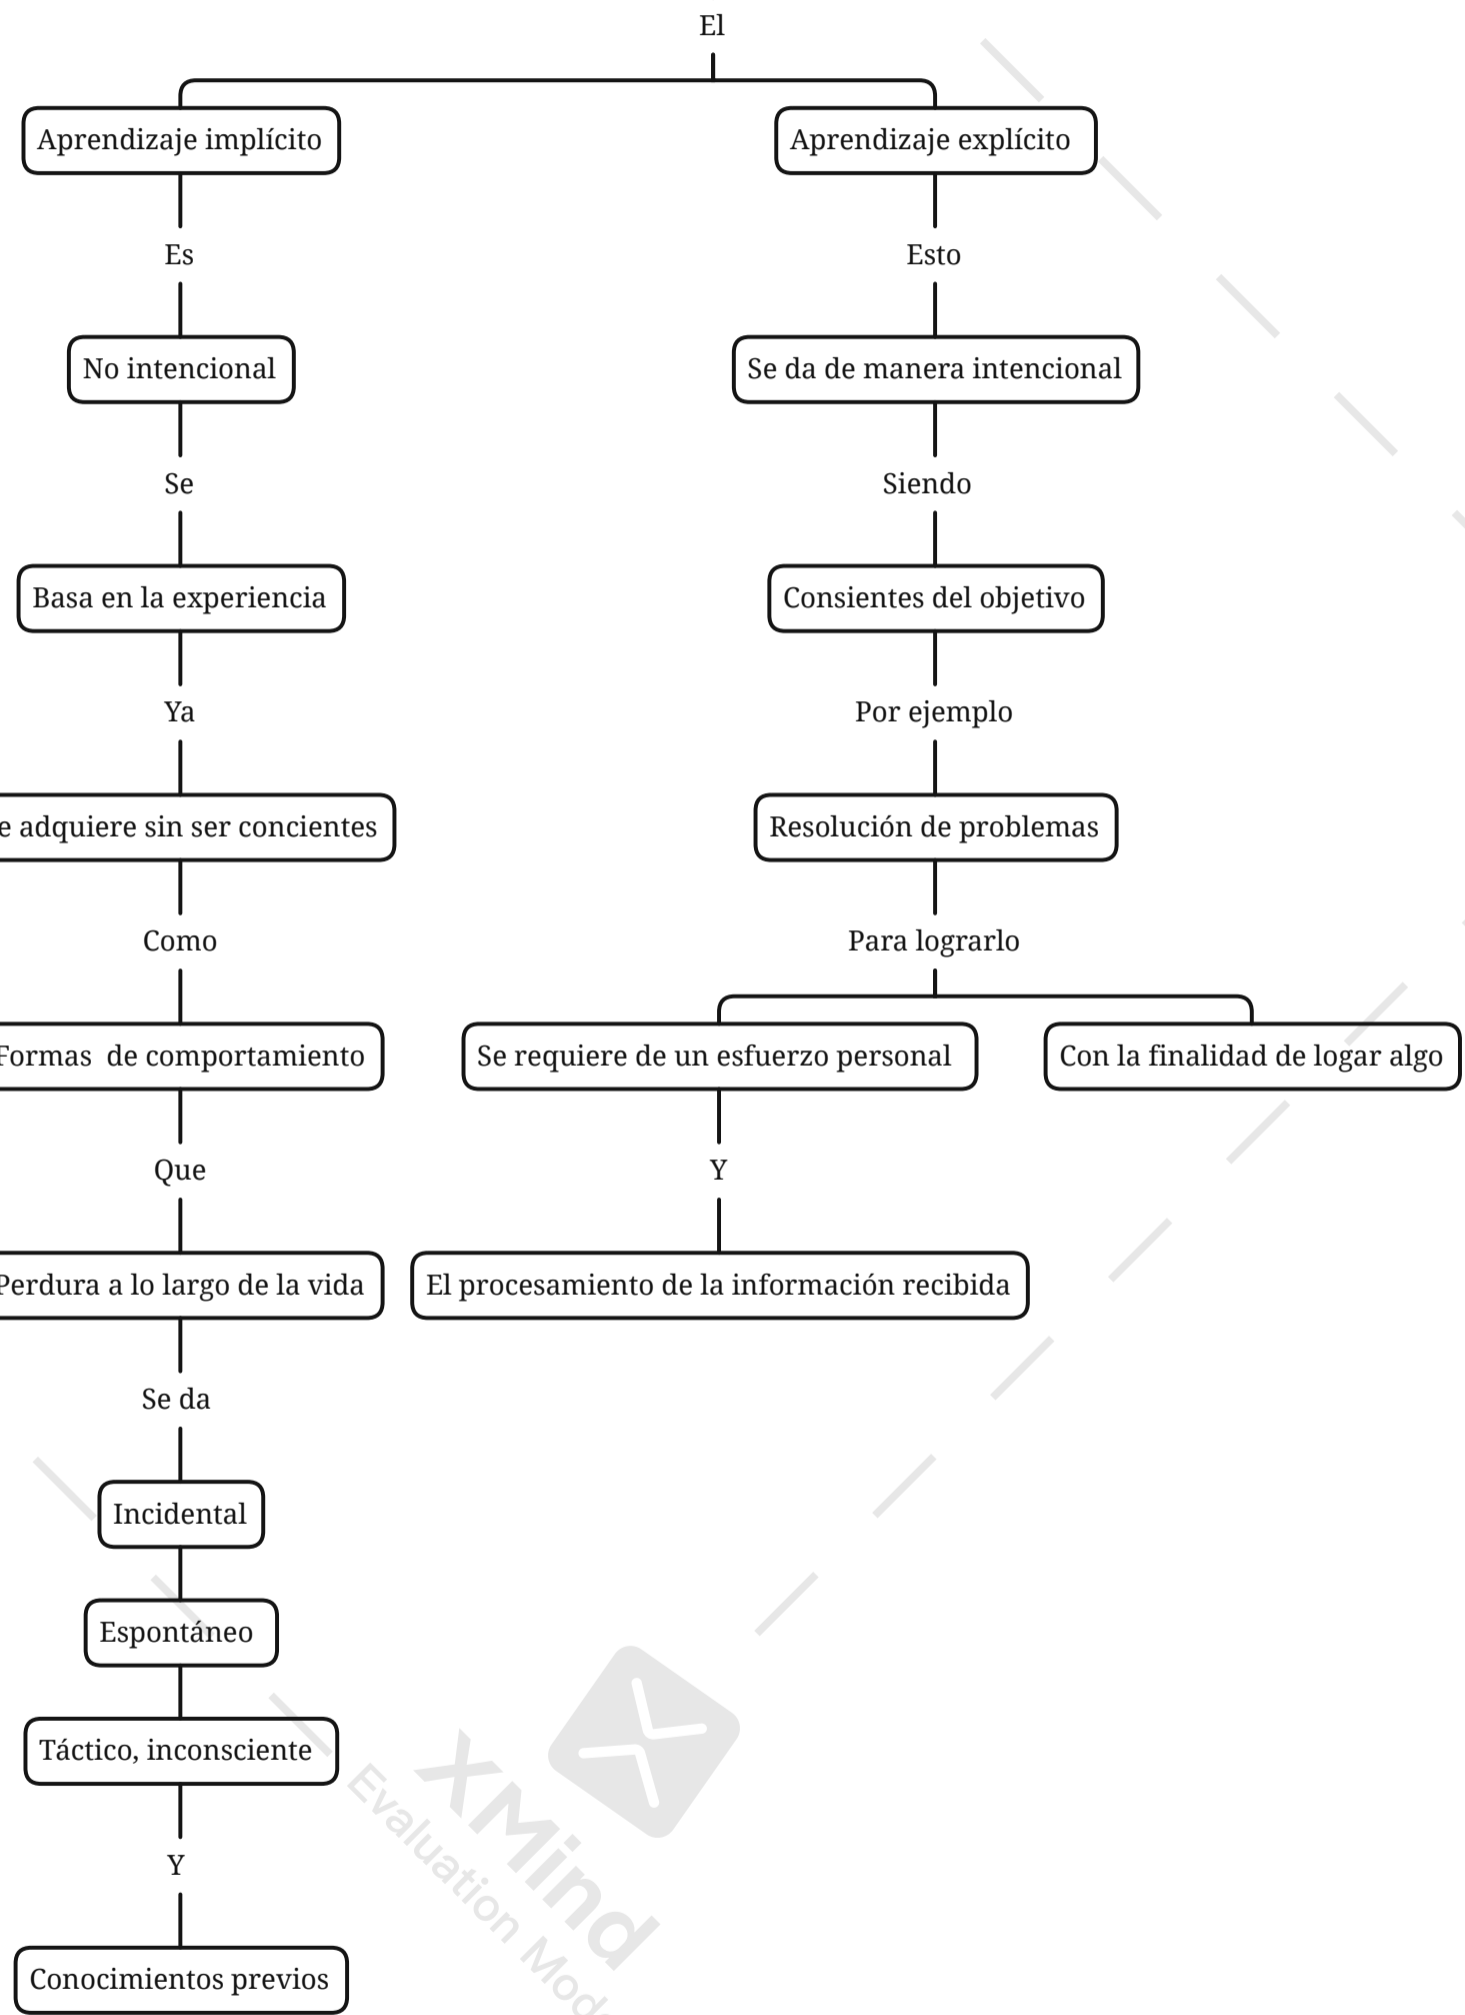 El
Aprendizaje implícito
Es
No intencional
Se
Basa en la experiencia
Ya
e adquiere sin ser concientes
Como
Formas  de comportamiento
Que
Perdura a lo largo de la vida
Se da
Incidental
Espontáneo
Táctico, inconsciente
Y
Conocimientos previos
Aprendizaje explícito
Esto
Se da de manera intencional
Siendo
Consientes del objetivo
Por ejemplo
Resolución de problemas
Para lograrlo
Se requiere de un esfuerzo personal
Y
El procesamiento de la información recibida
Con la finalidad de logar algo
XMind
Evaluation Mode